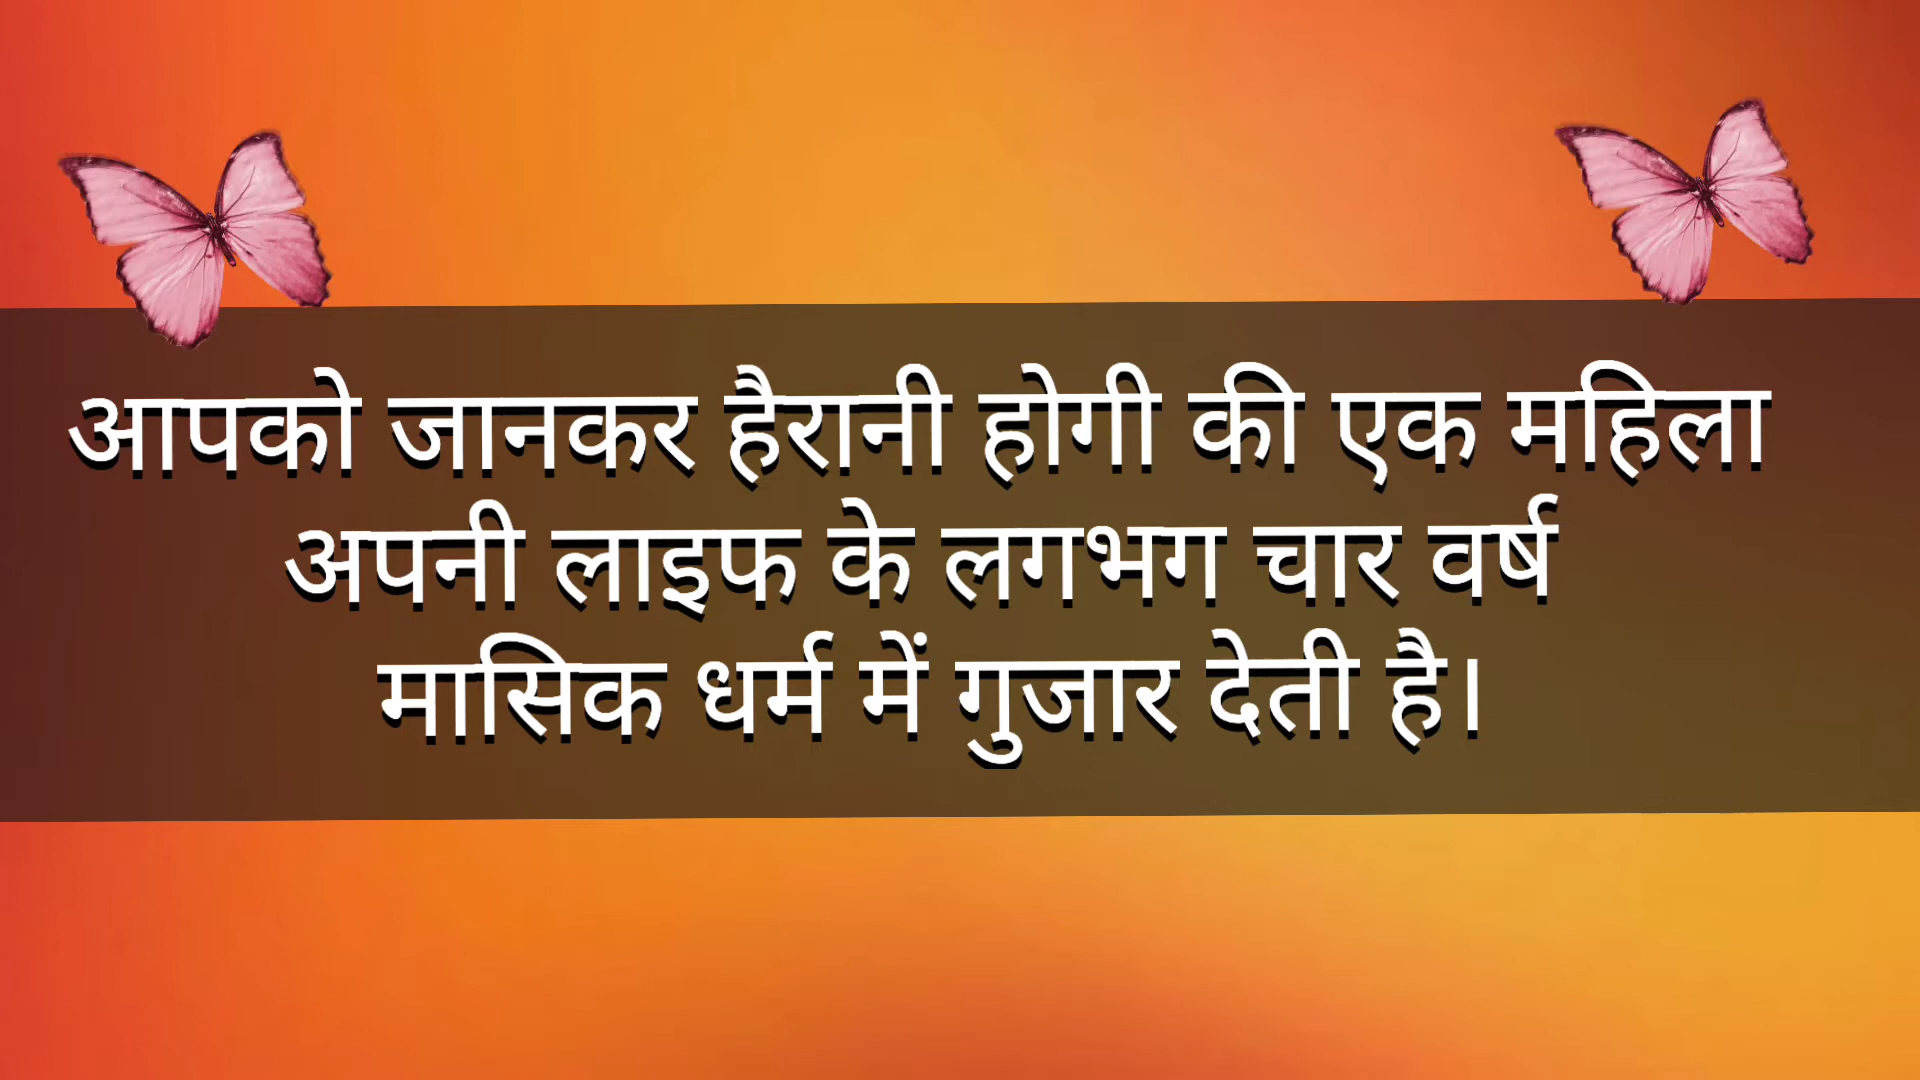 आपको जानकर हैरानी होगी की एक महिला
अपनी लाइफ के लगभग चार वर्ष
मासिक धर्म में गुजार देती है।